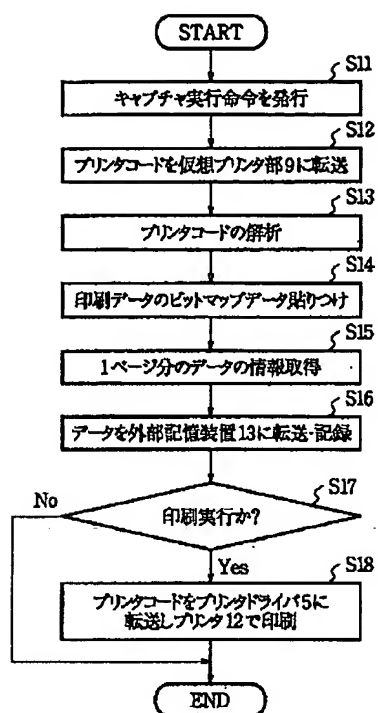 START
S11
キャプチャ実行命令を発行
S12
プリンタコードを仮想プリンタ部9に転送
S13
プリンタコードの解析
S14
印刷データのビットマップデータ貼りつけ
S15
1ページ分のデータの情報取得
S16
データを外部記憶装置13に転送・記録
S17
No
印刷実行か?
Yes
S18
プリンタコードをプリンタドライバ5に
転送しプリンタ12で印刷
END